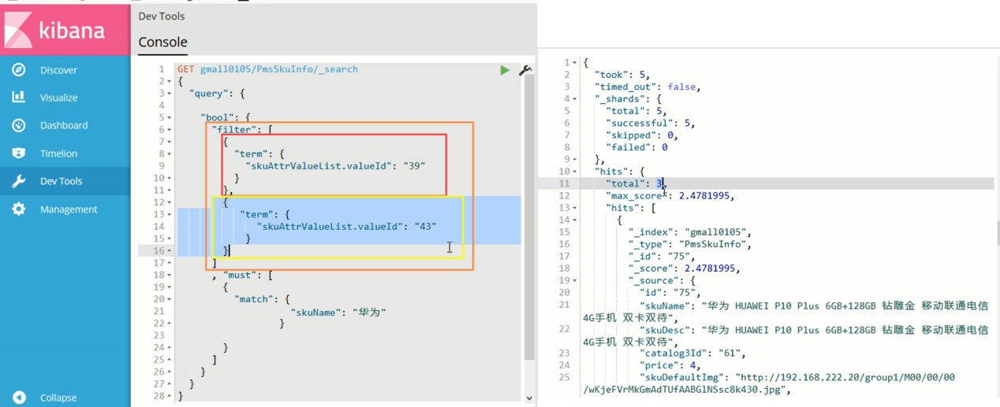 kibana
Discover
Visualize
Dashboard
Timelion
Dev Tools
Management
Collapse
Dev Tools
Console
1 GET gmall0105/PmsSkuInfo/_search
2 {
3 "query": {
4
5 "bool": {
6 "filter": [
7 {
8 "term": {
9 "skuAttrValueList.valueId": "39"
10 }
11 },
12 {
13 "term": {
14 "skuAttrValueList.valueId": "43"
15 }
16 }
17 ]
18 , "must": [
19 {
20 "match": {
21 "skuName": "华为"
22 }
23
24 }
25 ]
26 }
27 }
28 }
1 {
2 "took": 5,
3 "timed_out": false,
4 "_shards": {
5 "total": 5,
6 "successful": 5,
7 "skipped": 0,
8 "failed": 0
9 },
10 "hits": {
11 "total": 3,
12 "max_score": 2.4781995,
13 "hits": [
14 {
15 "_index": "gmall0105",
16 "_type": "PmsSkuInfo",
17 "_id": "75",
18 "_score": 2.4781995,
19 "_source": {
20 "id": "75",
21 "skuName": "华为 HUAWEI P10 Plus 6GB+128GB 钻雕金 移动联通电信
4G手机 双卡双待",
22 "skuDesc": "华为 HUAWEI P10 Plus 6GB+128GB 钻雕金 移动联通电信
4G手机 双卡双待",
23 "catalog3Id": "61",
24 "price": 4,
25 "skuDefaultImg": "http://192.168.222.20/group1/M00/00/00
/wKjeFVrMkGmAdTUfAABGlNSsc8k430.jpg",